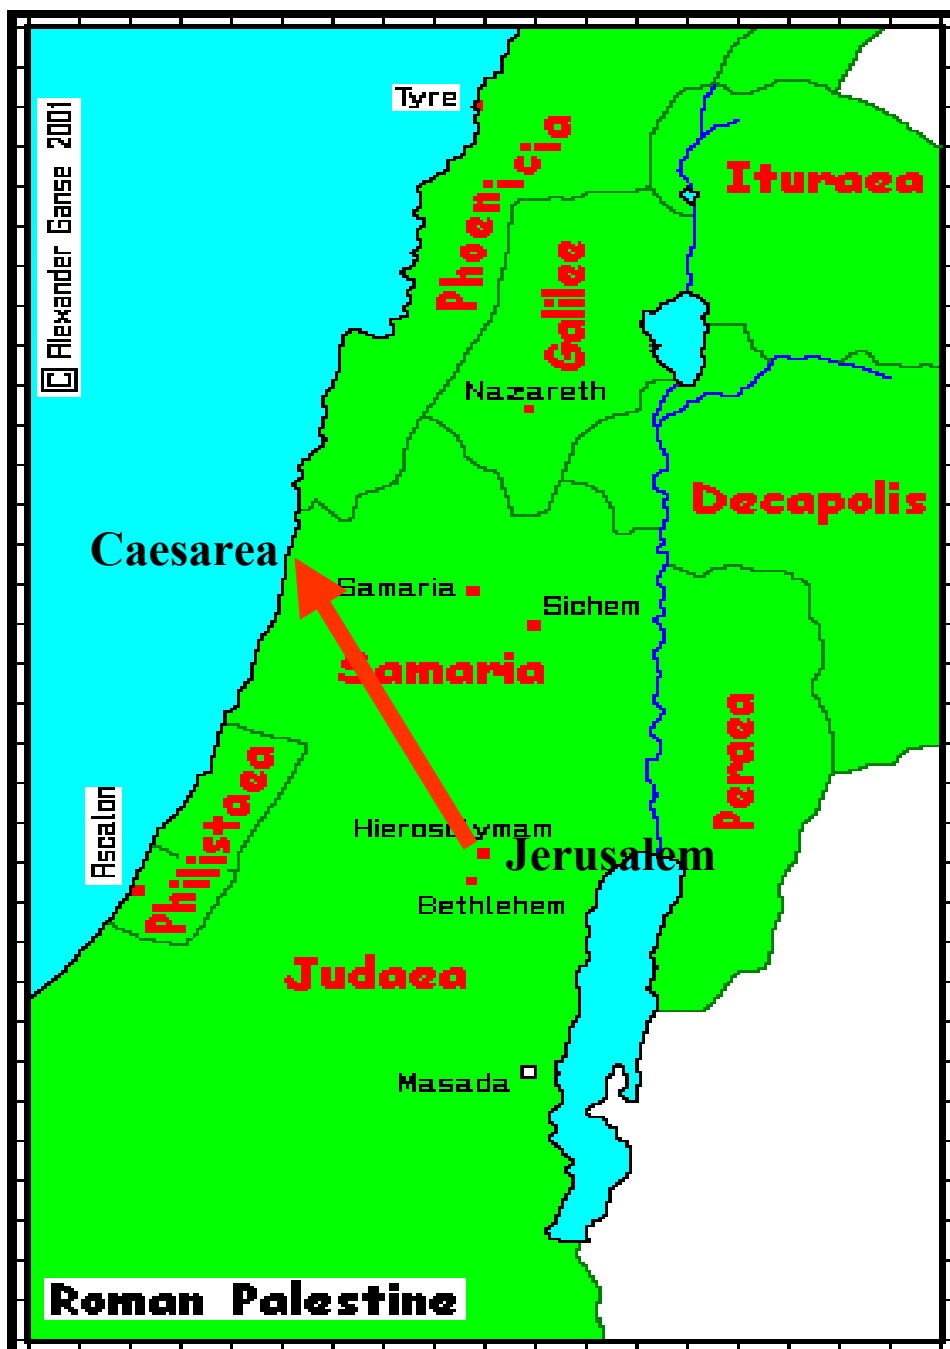 Tyre
© Alexander Ganse 2001
Phoenicia
Ituraea
Galilee
Nazareth
Decapolis
Caesarea
Samaria
Sichem
Samaria
Peraea
Philistaea
Ascalon
Hierosolymam
Jerusalem
Bethlehem
Judaea
Masada
Roman Palestine